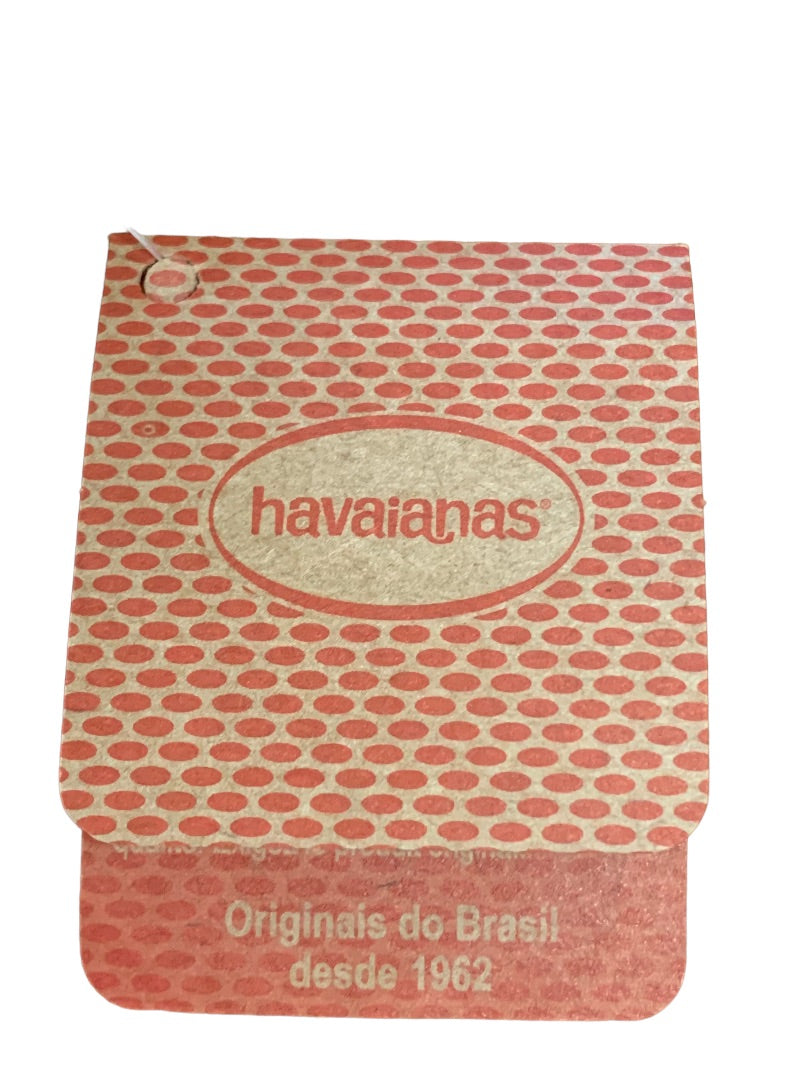 havaianas®
Originais do Brasil
desde 1962